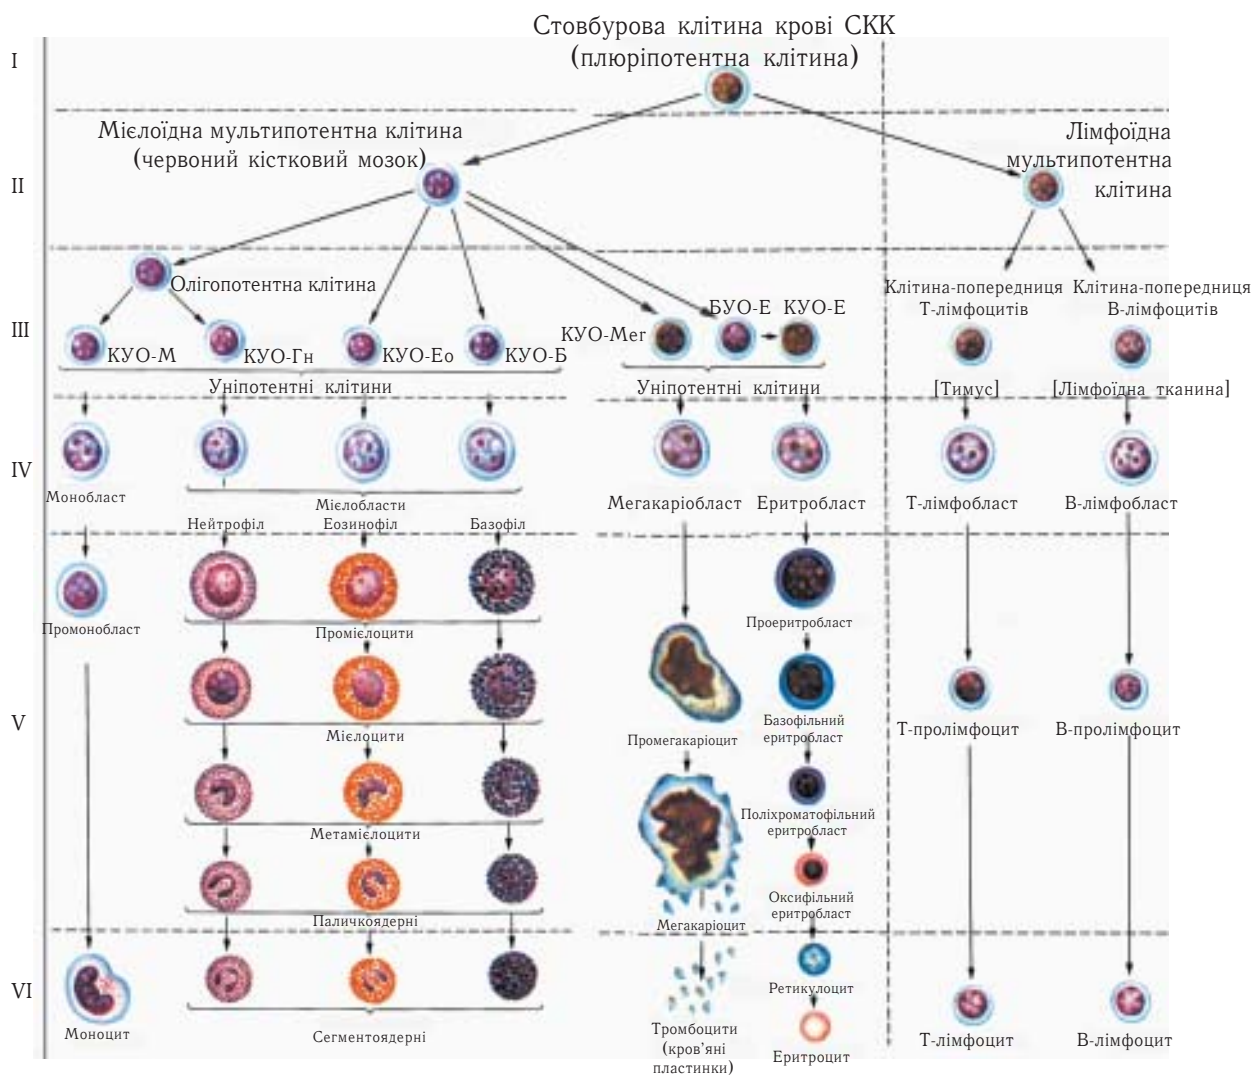 Стовбурова клітина крові СКК
(плюріпотентна клітина)
I
Мієлоїдна мультипотентна клітина
(червоний кістковий мозок)
Лімфоїдна
мультипотентна
клітина
II
Олігопотентна клітина
Клітина-попередниця
Т-лімфоцитів
Клітина-попередниця
В-лімфоцитів
III
КУО-М
КУО-Гн
КУО-Ео
КУО-Б
КУО-Мег
БУО-Е
КУО-Е
Уніпотентні клітини
Уніпотентні клітини
[Тимус]
[Лімфоїдна тканина]
IV
Монобласт
Мієлобласти
Мегакаріобласт
Еритробласт
Т-лімфобласт
В-лімфобласт
Нейтрофіл
Еозинофіл
Базофіл
Промонобласт
Промієлоцити
Проеритробласт
V
Мієлоцити
Промегакаріоцит
Базофільний
еритробласт
Т-пролімфоцит
В-пролімфоцит
Метамієлоцити
Поліхроматофільний
еритробласт
Паличкоядерні
Мегакаріоцит
Оксифільний
еритробласт
VI
Моноцит
Сегментоядерні
Тромбоцити
(кров’яні
пластинки)
Ретикулоцит
Еритроцит
Т-лімфоцит
В-лімфоцит